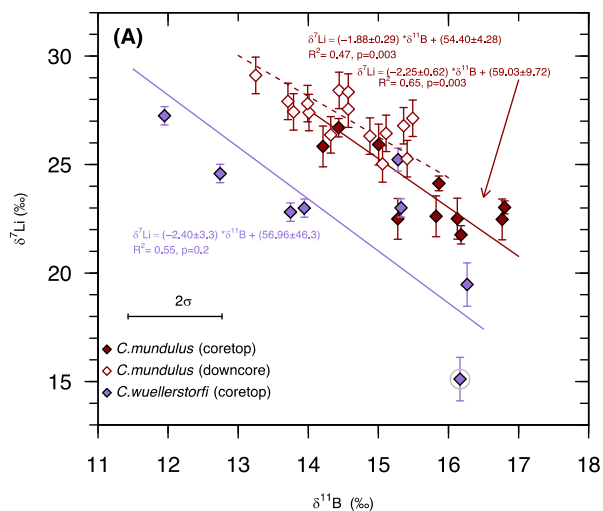 (A)
δ7Li = (−1.88±0.29) *δ11B + (54.40±4.28)
R2= 0.47, p=0.003
δ7Li = (−2.25±0.62) *δ11B + (59.03±9.72)
R2= 0.65, p=0.003
30
25
20
15
δ7Li (‰)
δ7Li = (−2.40±3.3) *δ11B + (56.96±46.3)
R2= 0.55, p=0.2
2σ
C.mundulus (coretop)
C.mundulus (downcore)
C.wuellerstorfi (coretop)
11 12 13 14 15 16 17 18
δ11B (‰)